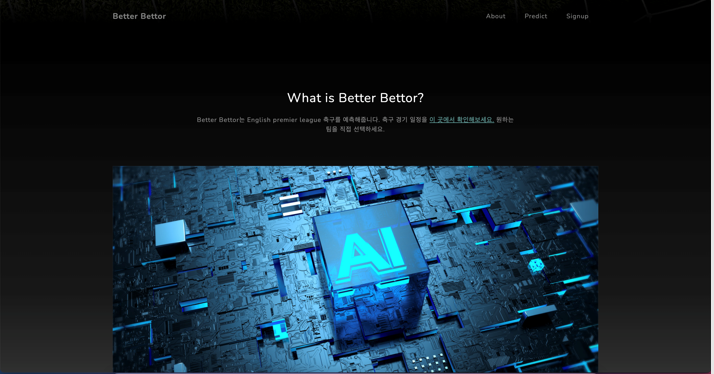 Better Bettor
About Predict Signup
What is Better Bettor?
Better Bettor는 English premier league 축구를 예측해줍니다. 축구 경기 일정을 이 곳에서 확인해보세요. 원하는
팀을 직접 선택하세요.
AI